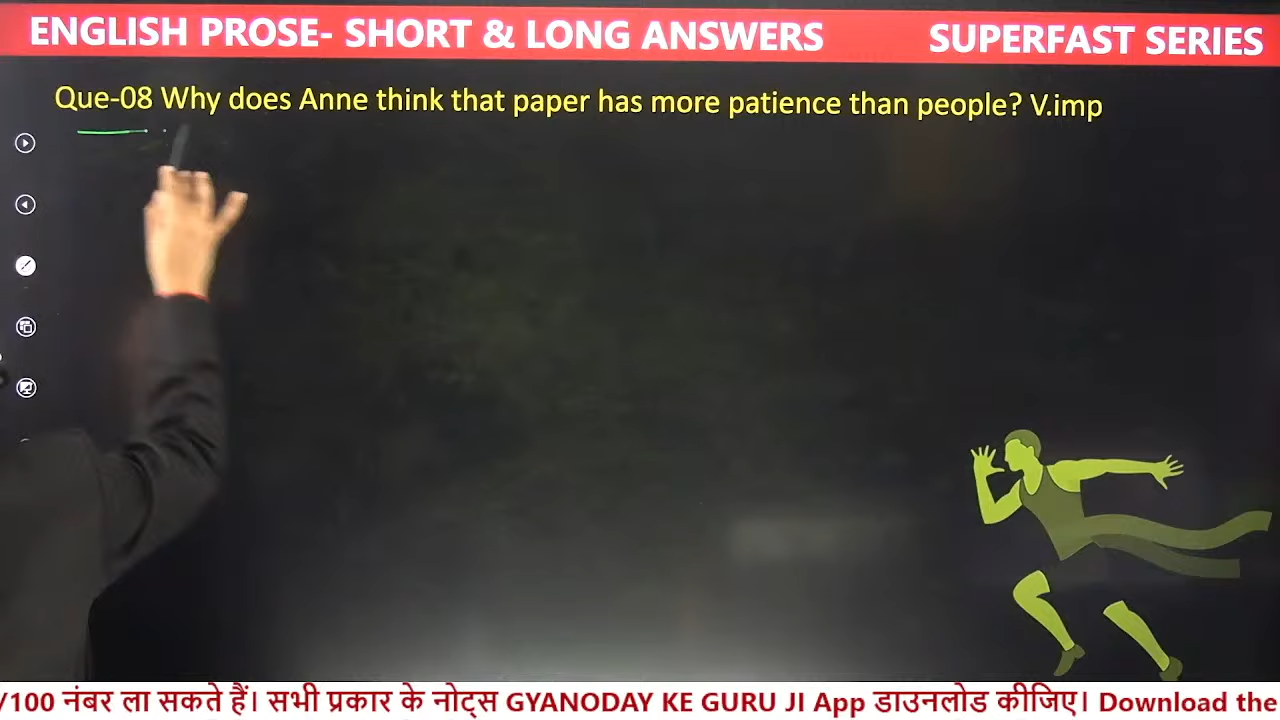 ENGLISH PROSE- SHORT & LONG ANSWERS SUPERFAST SERIES
Que-08 Why does Anne think that paper has more patience than people? V.imp
/100 नंबर ला सकते हैं। सभी प्रकार के नोट्स GYANODAY KE GURU JI App डाउनलोड कीजिए। Download the